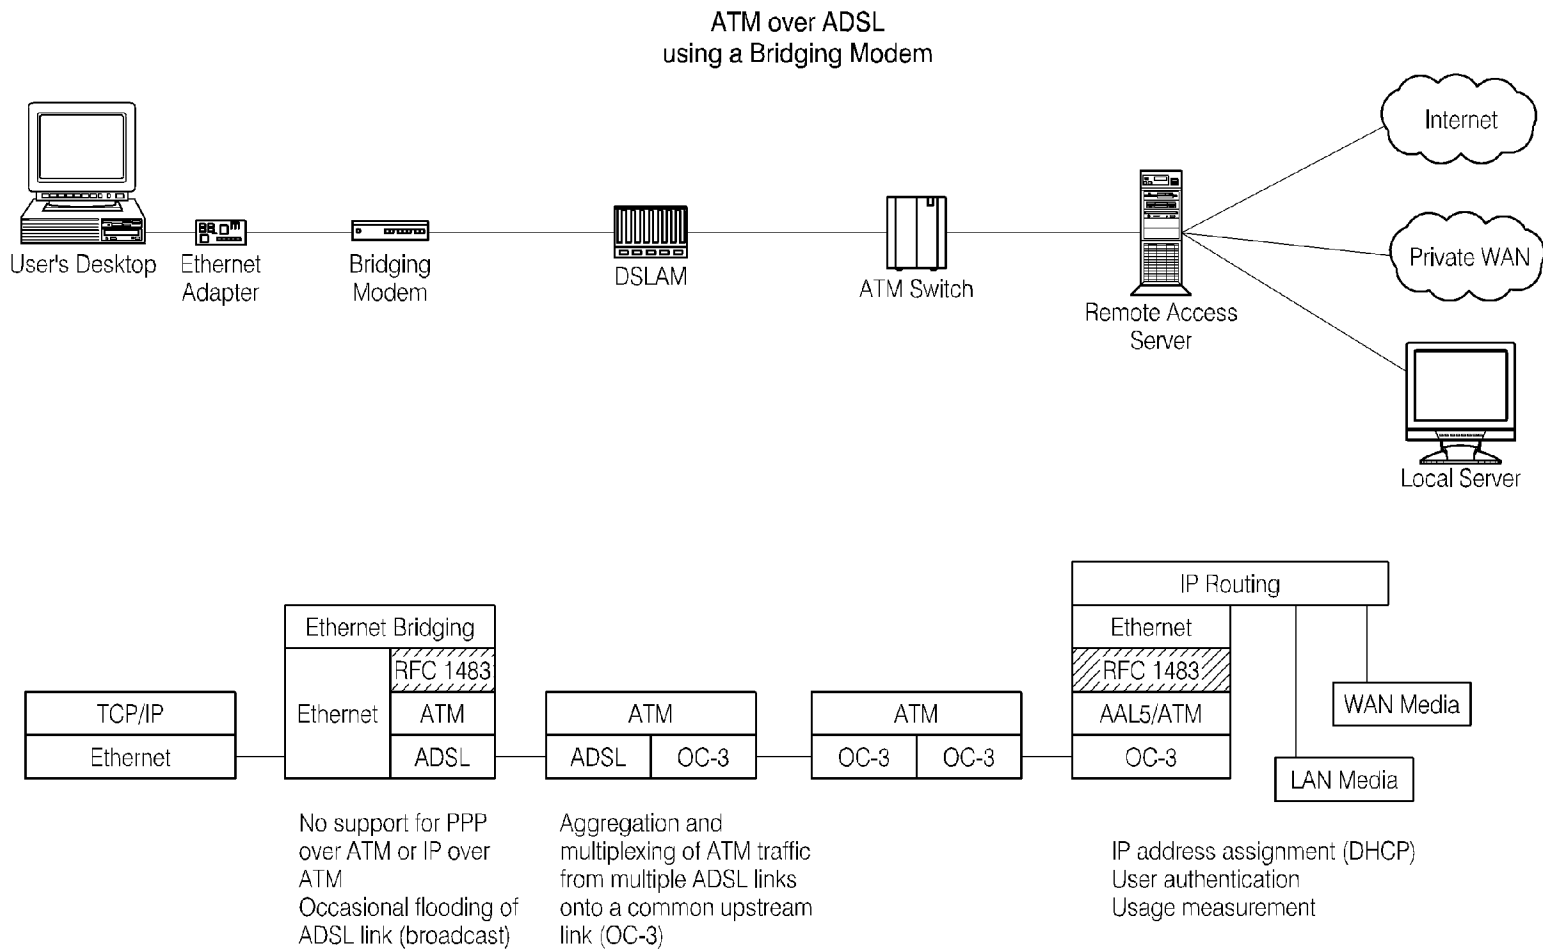 ATM over ADSL
using a Bridging Modem
Internet
Private WAN
User's Desktop
Ethernet
Adapter
Bridging
Modem
DSLAM
ATM Switch
Remote Access
Server
Local Server
IP Routing
Ethernet Bridging
Ethernet
RFC 1483
RFC 1483
TCP/IP
Ethernet
Ethernet
ATM
ADSL
ATM
ADSL
OC-3
ATM
OC-3
OC-3
AAL5/ATM
OC-3
WAN Media
LAN Media
No support for PPP
over ATM or IP over
ATM
Occasional flooding of
ADSL link (broadcast)
Aggregation and
multiplexing of ATM traffic
from multiple ADSL links
onto a common upstream
link (OC-3)
IP address assignment (DHCP)
User authentication
Usage measurement